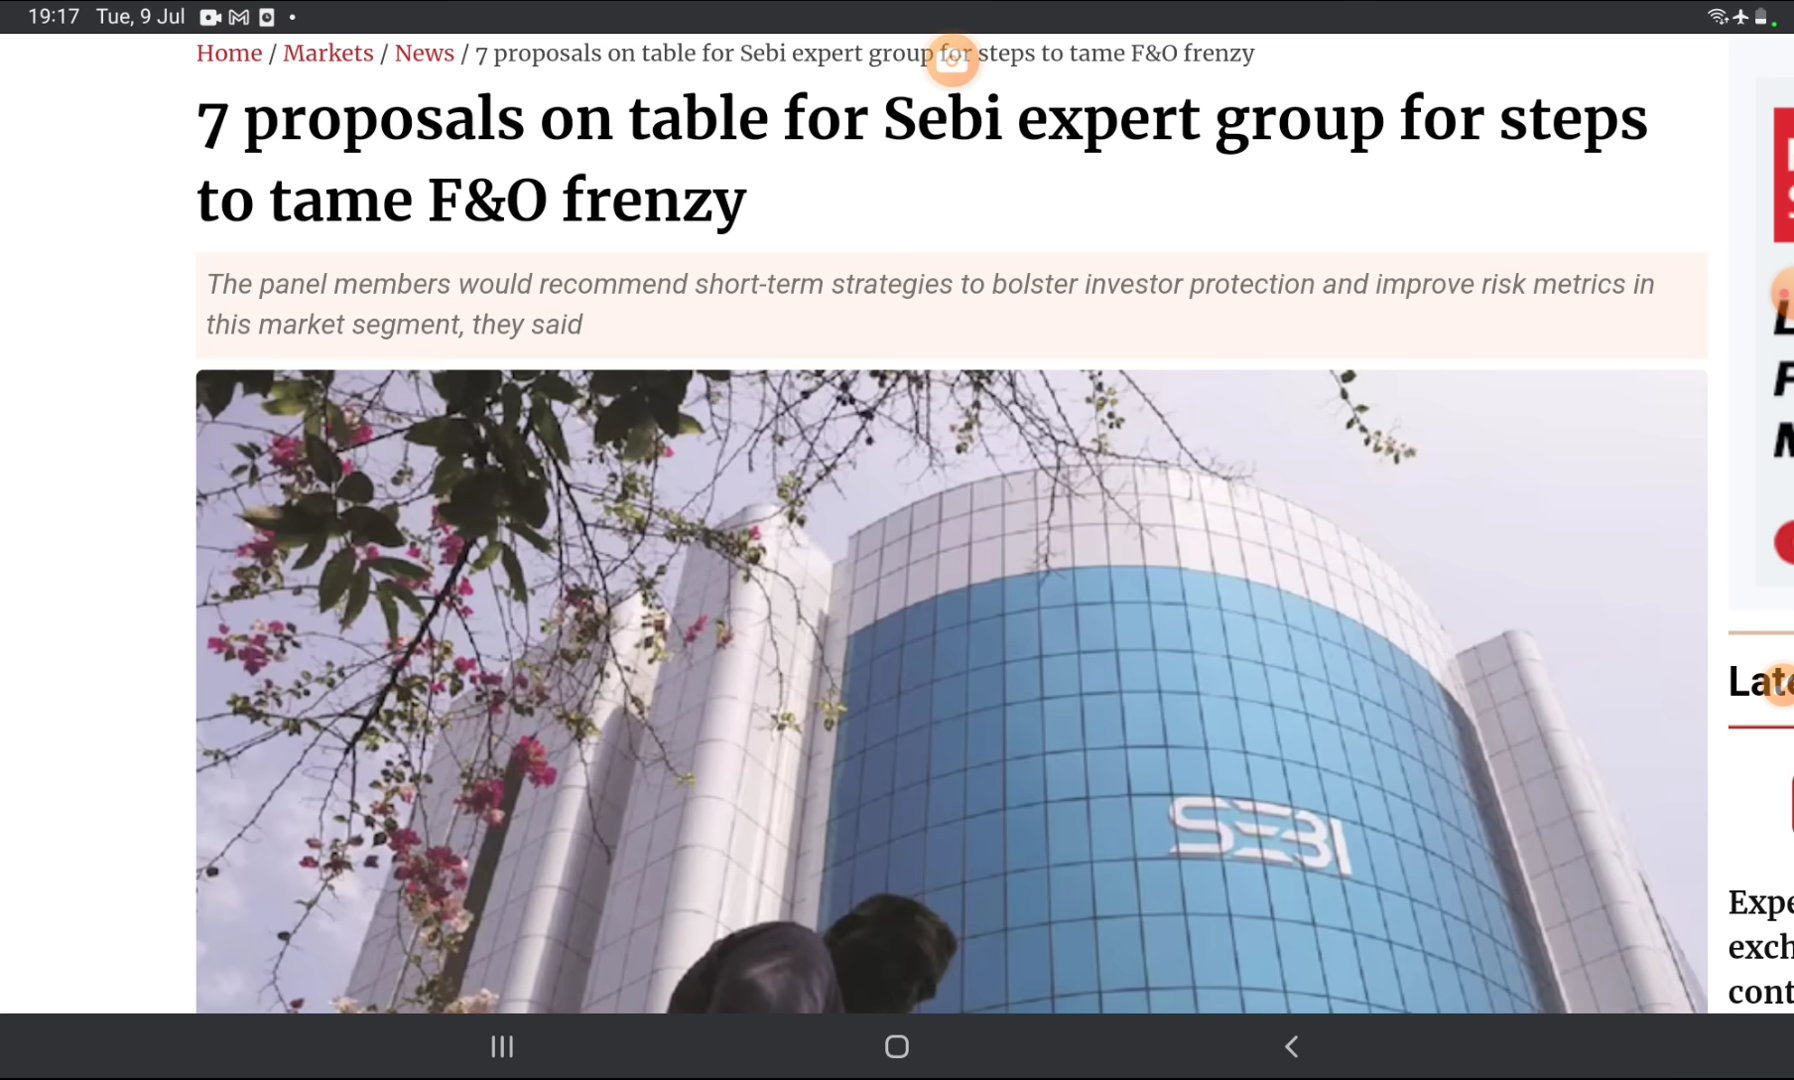 19:17 Tue, 9 Jul
Home / Markets / News / 7 proposals on table for Sebi expert group for steps to tame F&O frenzy
7 proposals on table for Sebi expert group for steps
to tame F&O frenzy
The panel members would recommend short-term strategies to bolster investor protection and improve risk metrics in
this market segment, they said
SEBI